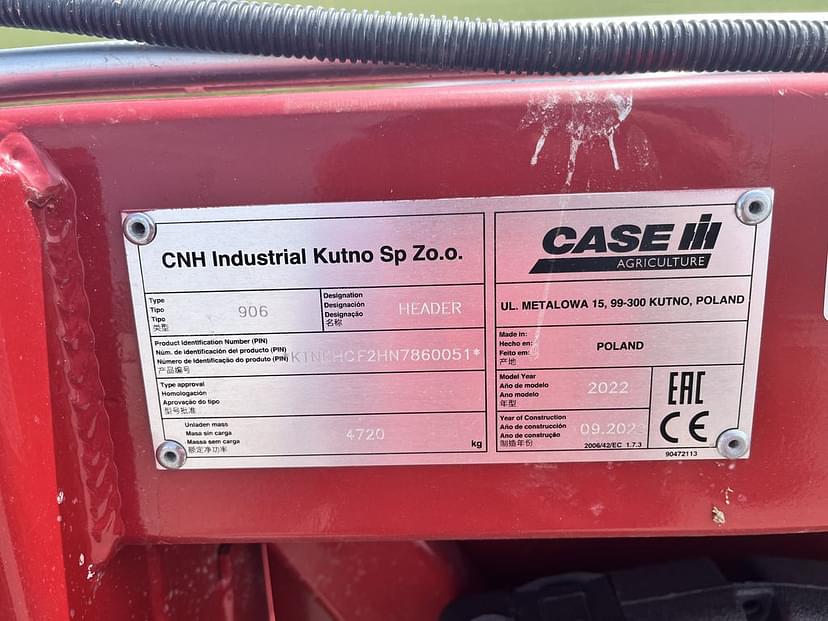 CNH Industrial Kutno Sp Zo.o.
Type
Tipo
Tipo
类型
906
Designation
Designación
Designação
名称
HEADER
Product Identification Number (PIN)
Núm. de identificación del producto (PIN)
Número de Identificação do produto (PIN)
产品编号
Type approval
Homologación
Aprovação do tipo
型号批准
Unladen mass
Masa sin carga
Massa sem carga
额定净功率
4720
kg
CASE IH
AGRICULTURE
UL. METALOWA 15, 99-300 KUTNO, POLAND
Made in:
Hecho en:
Feito em:
产地
POLAND
Model Year
Año de modelo
Ano modelo
年型
2022
Year of Construction
Año de construcción
Ano de construção
制造年份
2006/42/EC 1.7.3
EAC
CE
90472113